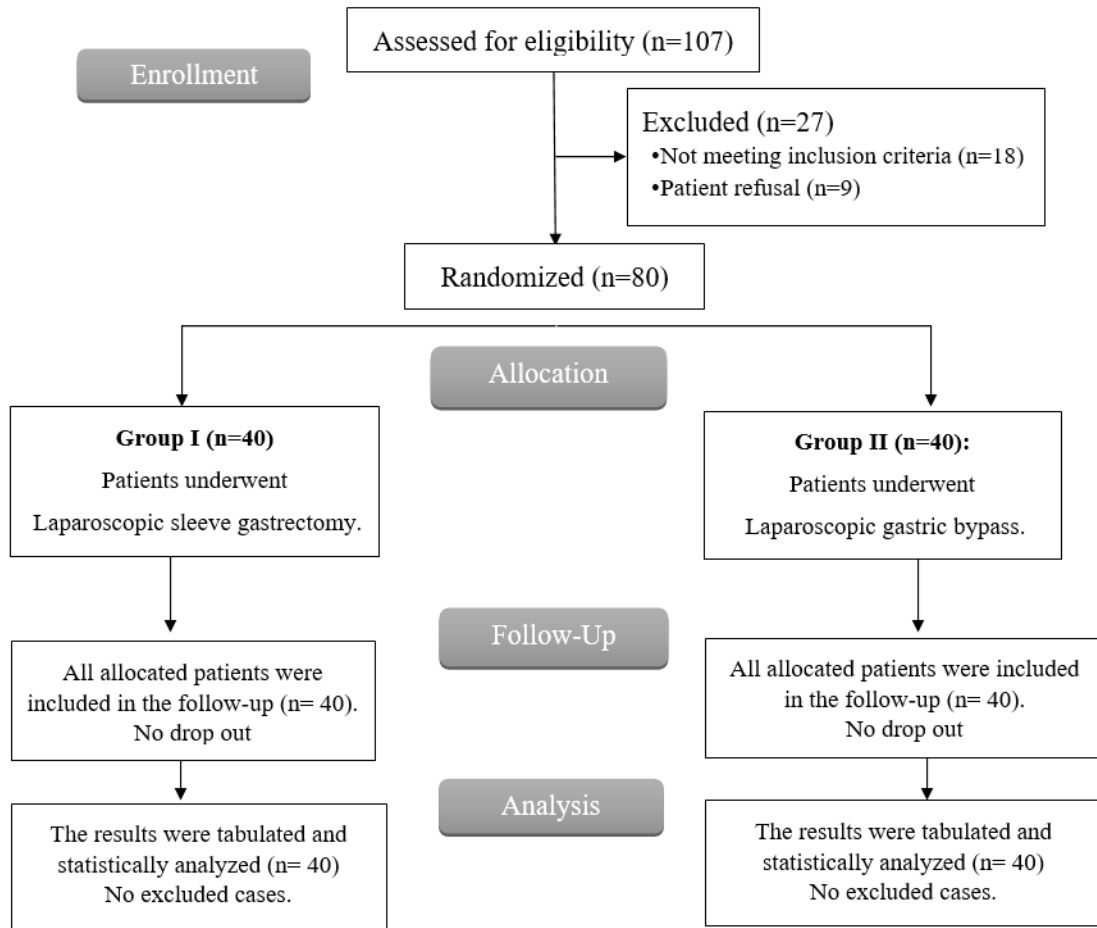 Assessed for eligibility (n=107)
Enrollment
Excluded (n=27)
•Not meeting inclusion criteria (n=18)
•Patient refusal (n=9)
Randomized (n=80)
Allocation
Group I (n=40)
Patients underwent
Laparoscopic sleeve gastrectomy.
Group II (n=40):
Patients underwent
Laparoscopic gastric bypass.
Follow-Up
All allocated patients were
included in the follow-up (n= 40).
No drop out
All allocated patients were included
in the follow-up (n= 40).
No drop out
Analysis
The results were tabulated and
statistically analyzed (n= 40)
No excluded cases.
The results were tabulated and
statistically analyzed (n= 40)
No excluded cases.